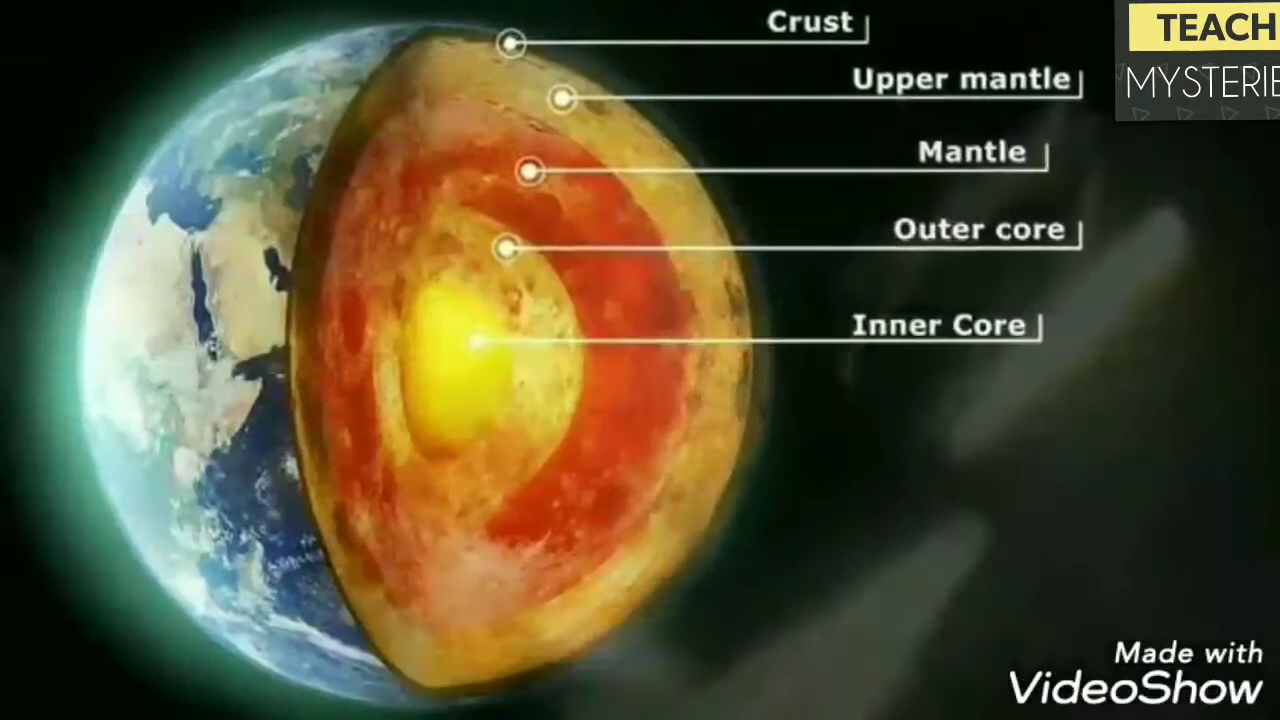 Crust
Upper mantle
Mantle
Outer core
Inner Core
TEACH
MYSTERIE
Made with
VideoShow